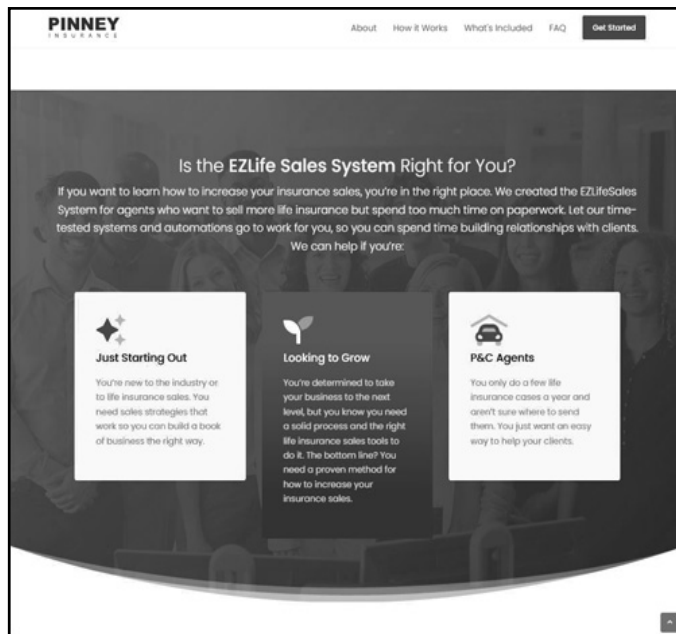 PINNEY
INSURANCE
About How it Works What's Included FAQ Get Started
Is the EZLife Sales System Right for You?
If you want to learn how to increase your insurance sales, you're in the right place. We created the EZLifeSales
System for agents who want to sell more life insurance but spend too much time on paperwork. Let our time-
tested systems and automations go to work for you, so you can spend time building relationships with clients.
We can help if you're:
Just Starting Out
You're new to the industry or
to life insurance sales. You
need sales strategies that
work so you can build a book
of business the right way.
Looking to Grow
You're determined to take
your business to the next
level, but you know you need
a solid process and the right
life insurance sales tools to
do it. The bottom line? You
need a proven method for
how to increase your
insurance sales.
P&C Agents
You only do a few life
insurance cases a year and
aren't sure where to send
them. You just want an easy
way to help your clients.